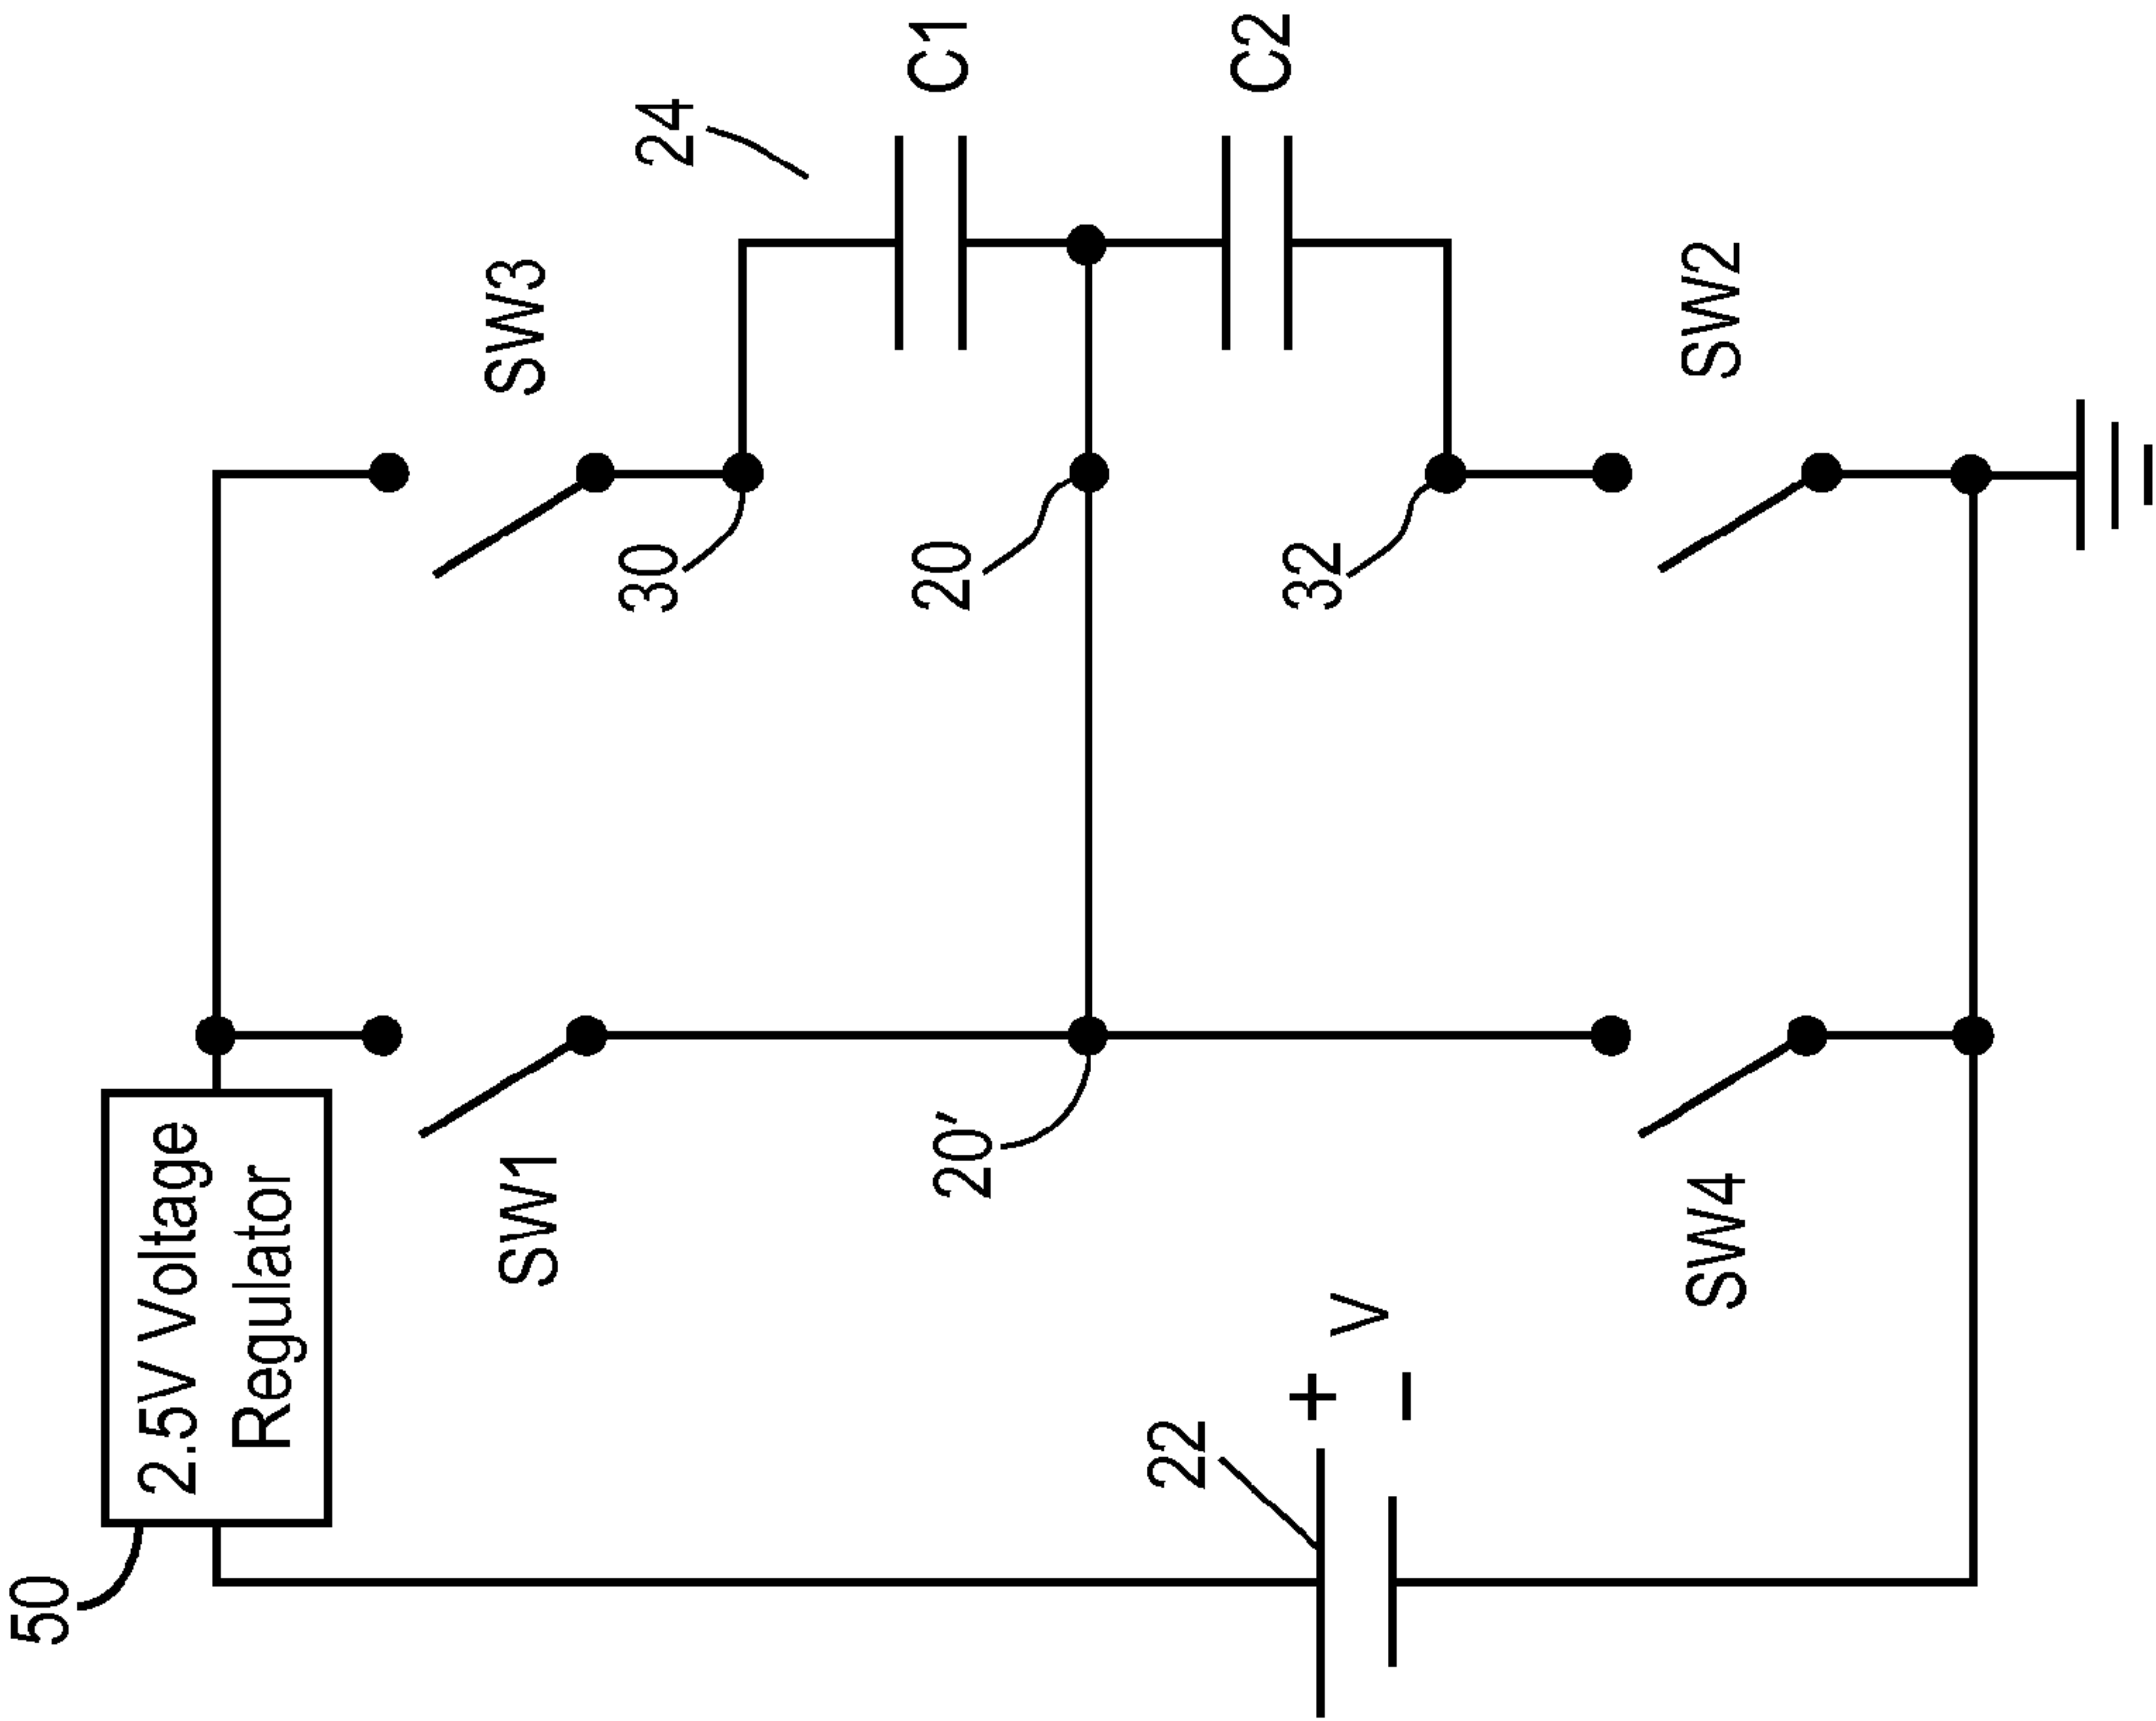 50
2.5V Voltage
Regulator
SW1
SW3
24
C1
C2
30
20
20'
32
22
+
V
−
SW4
SW2